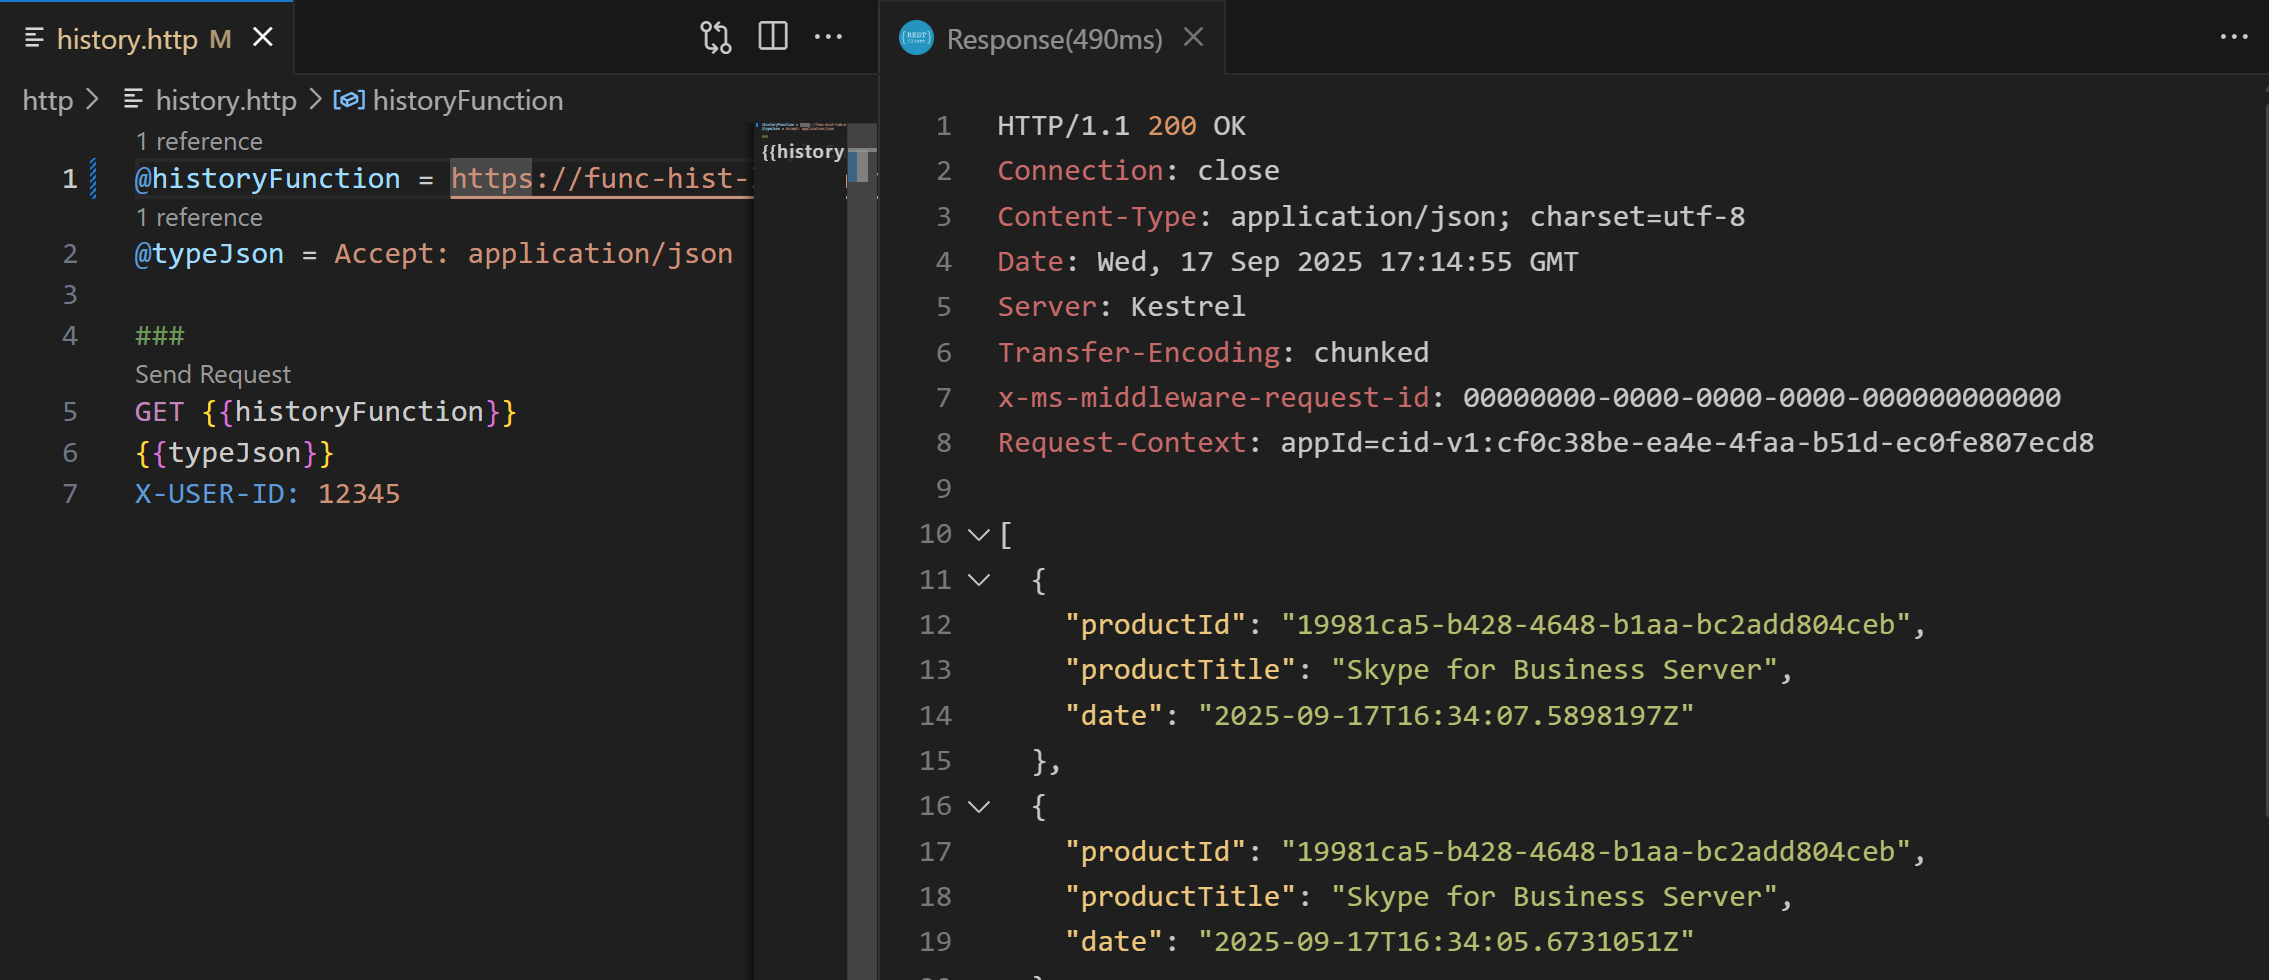 history.http M
Response(490ms)
http > history.http > historyFunction
1 reference
1 @historyFunction = https://func-hist-
1 reference
2 @typeJson = Accept: application/json
3
4 ###
Send Request
5 GET {{historyFunction}}
6 {{typeJson}}
7 X-USER-ID: 12345
{{history
1 HTTP/1.1 200 OK
2 Connection: close
3 Content-Type: application/json; charset=utf-8
4 Date: Wed, 17 Sep 2025 17:14:55 GMT
5 Server: Kestrel
6 Transfer-Encoding: chunked
7 x-ms-middleware-request-id: 00000000-0000-0000-0000-000000000000
8 Request-Context: appId=cid-v1:cf0c38be-ea4e-4faa-b51d-ec0fe807ecd8
9
10 [
11 {
12 "productId": "19981ca5-b428-4648-b1aa-bc2add804ceb",
13 "productTitle": "Skype for Business Server",
14 "date": "2025-09-17T16:34:07.5898197Z"
15 },
16 {
17 "productId": "19981ca5-b428-4648-b1aa-bc2add804ceb",
18 "productTitle": "Skype for Business Server",
19 "date": "2025-09-17T16:34:05.6731051Z"